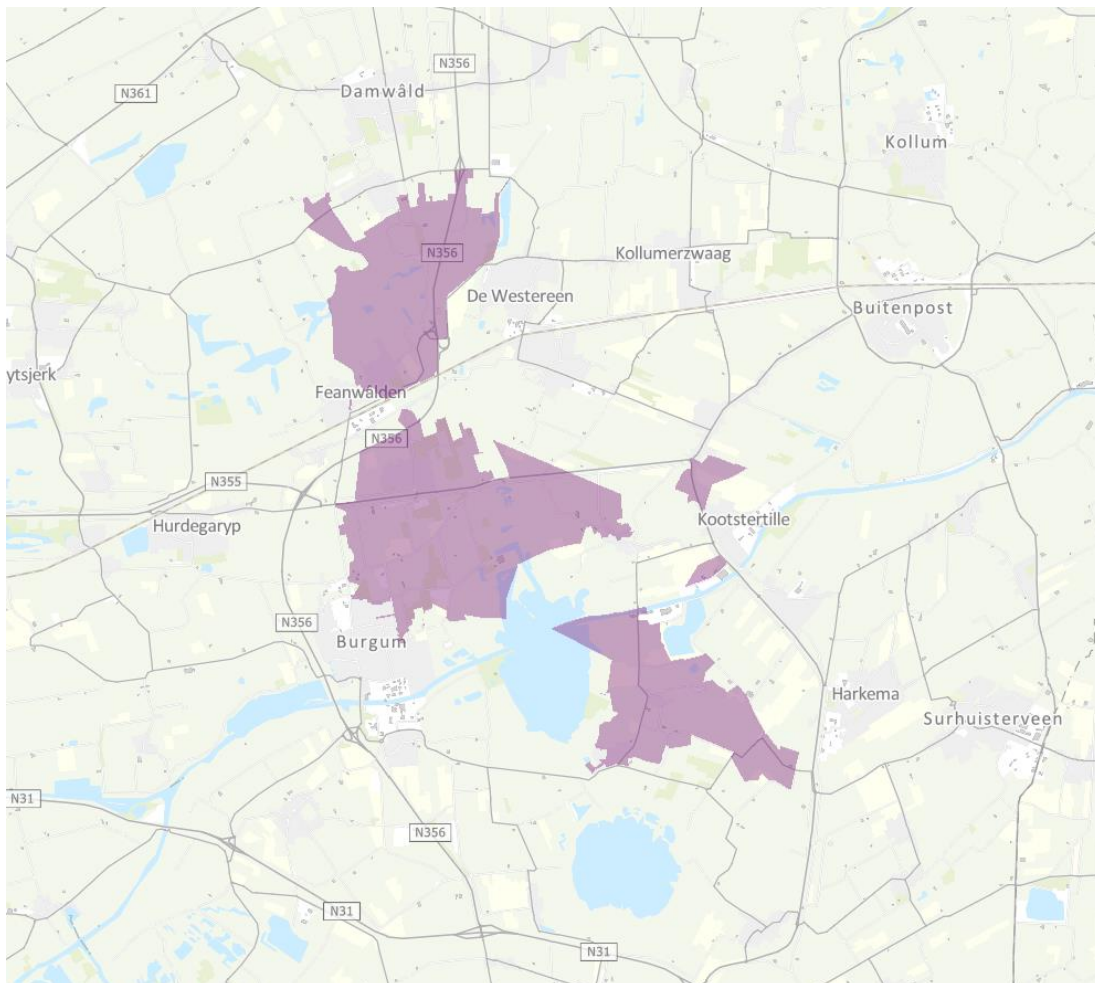 N356
Damwâld
N361
Kollum
N356
Kollumerzwaag
De Westereen
Buitenpost
ytsjerk
Feanwâlden
N356
N355
Hurdegaryp
Kootstertille
N356
Burgum
Harkema
Surhuisterveen
N31
N356
N31
N31